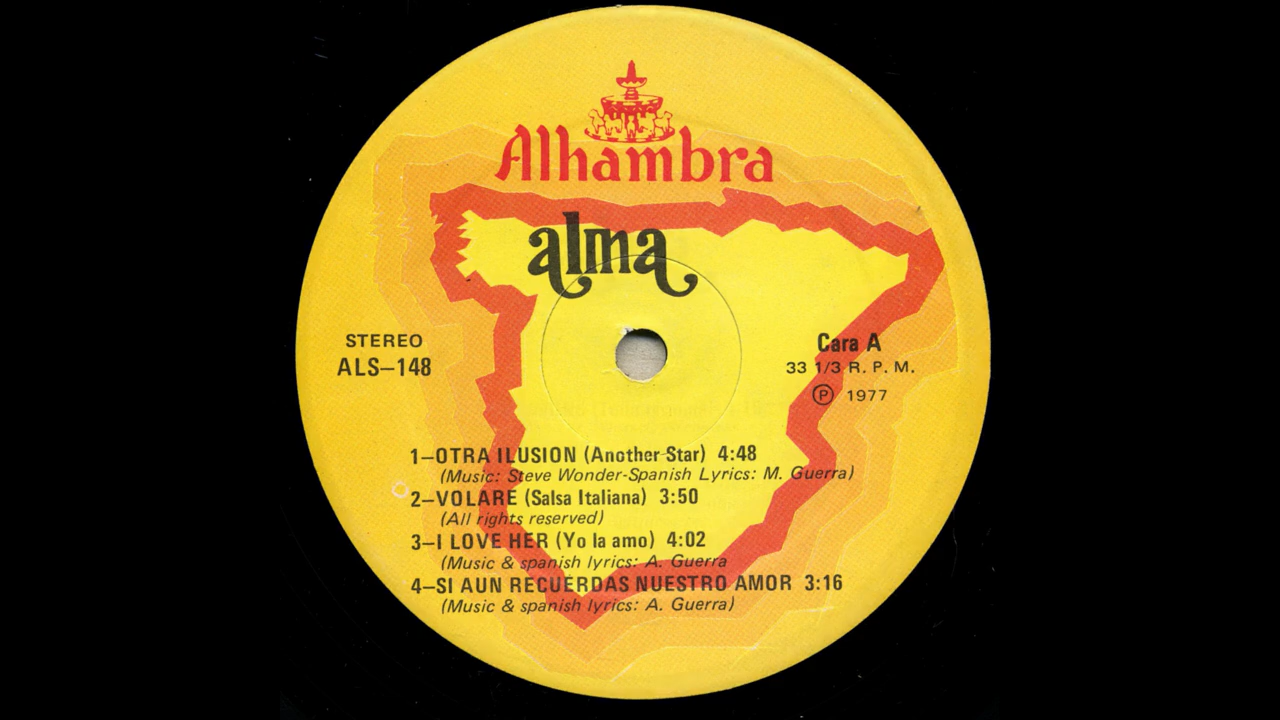 Alhambra
alma
STEREO
ALS–148
Cara A
33 1/3 R. P. M.
Ⓟ 1977
1–OTRA ILUSION (Another Star) 4:48
(Music: Steve Wonder-Spanish Lyrics: M. Guerra)
2–VOLARE (Salsa Italiana) 3:50
(All rights reserved)
3–I LOVE HER (Yo la amo) 4:02
(Music & spanish lyrics: A. Guerra
4–SI AUN RECUERDAS NUESTRO AMOR 3:16
(Music & spanish lyrics: A. Guerra)